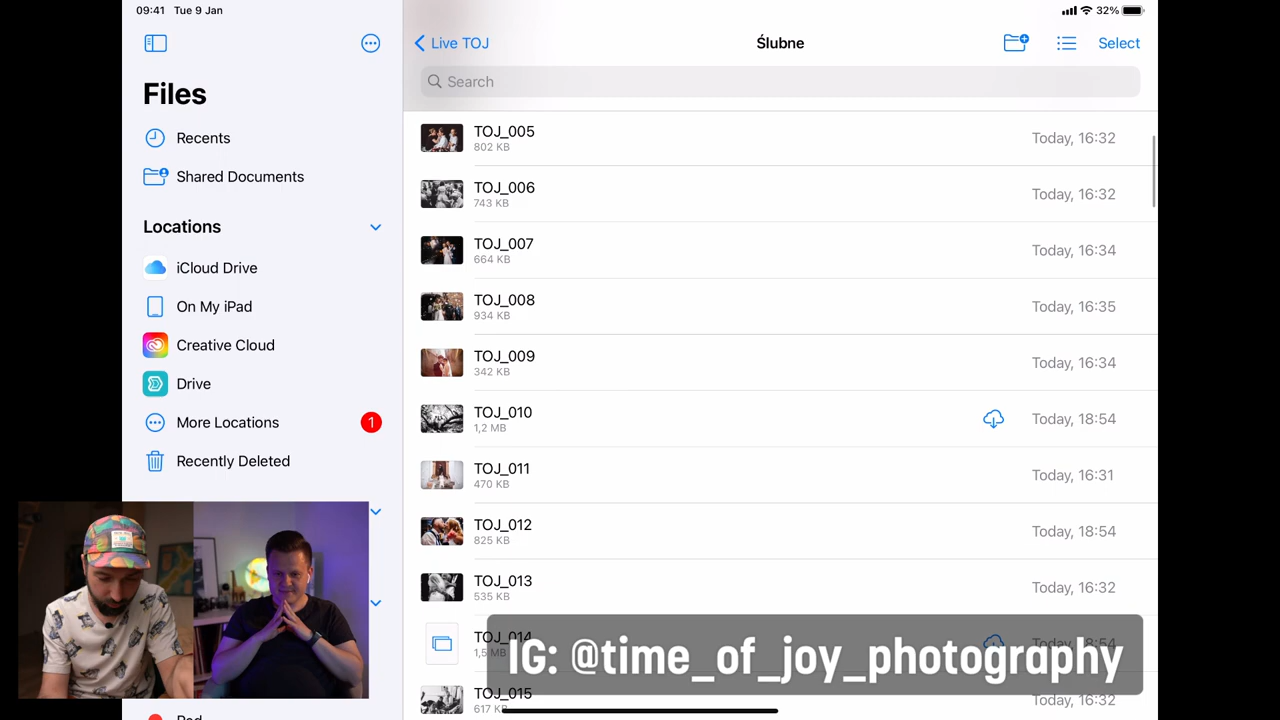 09:41 Tue 9 Jan
32%
Files
Recents
Shared Documents
Locations
iCloud Drive
On My iPad
Creative Cloud
Drive
More Locations
1
Recently Deleted
Live TOJ
Ślubne
Select
Search
TOJ_005
802 KB
Today, 16:32
TOJ_006
743 KB
Today, 16:32
TOJ_007
664 KB
Today, 16:34
TOJ_008
934 KB
Today, 16:35
TOJ_009
342 KB
Today, 16:34
TOJ_010
1,2 MB
Today, 18:54
TOJ_011
470 KB
Today, 16:31
TOJ_012
825 KB
Today, 18:54
TOJ_013
535 KB
Today, 16:32
TOJ_014
TOJ_015
617 KB
Today, 16:32
IG: @time_of_joy_photography